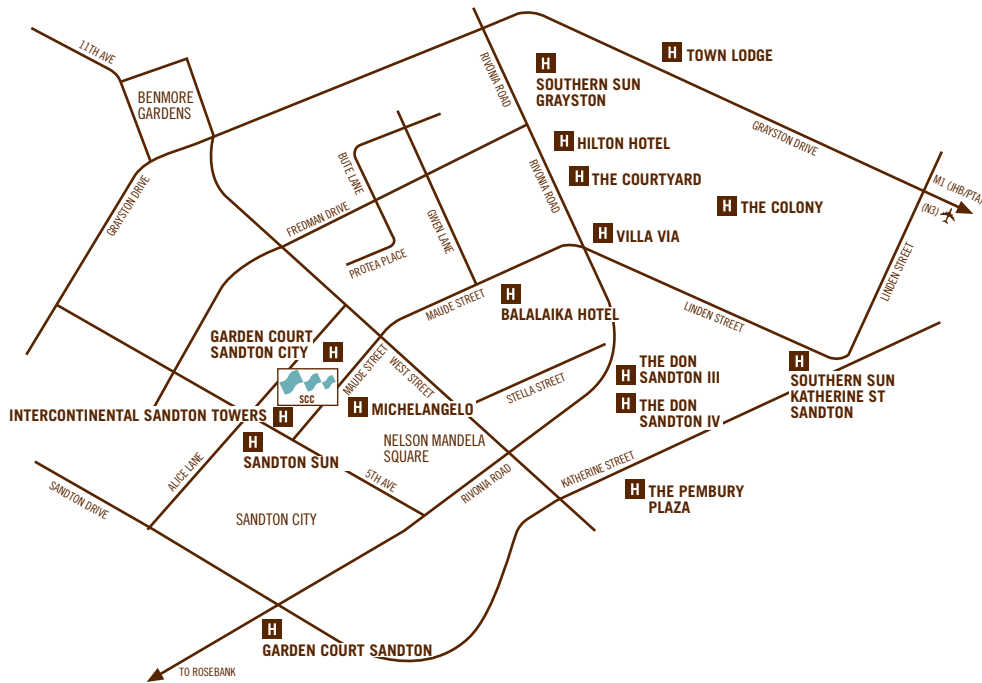 11TH AVE
BENMORE
GARDENS
RIVONIA ROAD
H
SOUTHERN SUN
GRAYSTON
H TOWN LODGE
GRAYSTON DRIVE
H HILTON HOTEL
H THE COURTYARD
RIVONIA ROAD
H THE COLONY
M1 (JHB/PTA)
(N3)
BUTE LANE
GRAYSTON DRIVE
FREDMAN DRIVE
GWEN LANE
H VILLA VIA
PROTEA PLACE
LINDEN STREET
MAUDE STREET
H
BALALAIKA HOTEL
LINDEN STREET
GARDEN COURT
SANDTON CITY H
MAUDE STREET
WEST STREET
SCC
STELLA STREET
H THE DON
SANDTON III
H THE DON
SANDTON IV
H
SOUTHERN SUN
KATHERINE ST
SANDTON
INTERCONTINENTAL SANDTON TOWERS H
H MICHELANGELO
NELSON MANDELA
SQUARE
H
SANDTON SUN
ALICE LANE
5TH AVE
RIVONIA ROAD
KATHERINE STREET
SANDTON DRIVE
H THE PEMBURY
PLAZA
SANDTON CITY
H
GARDEN COURT SANDTON
TO ROSEBANK